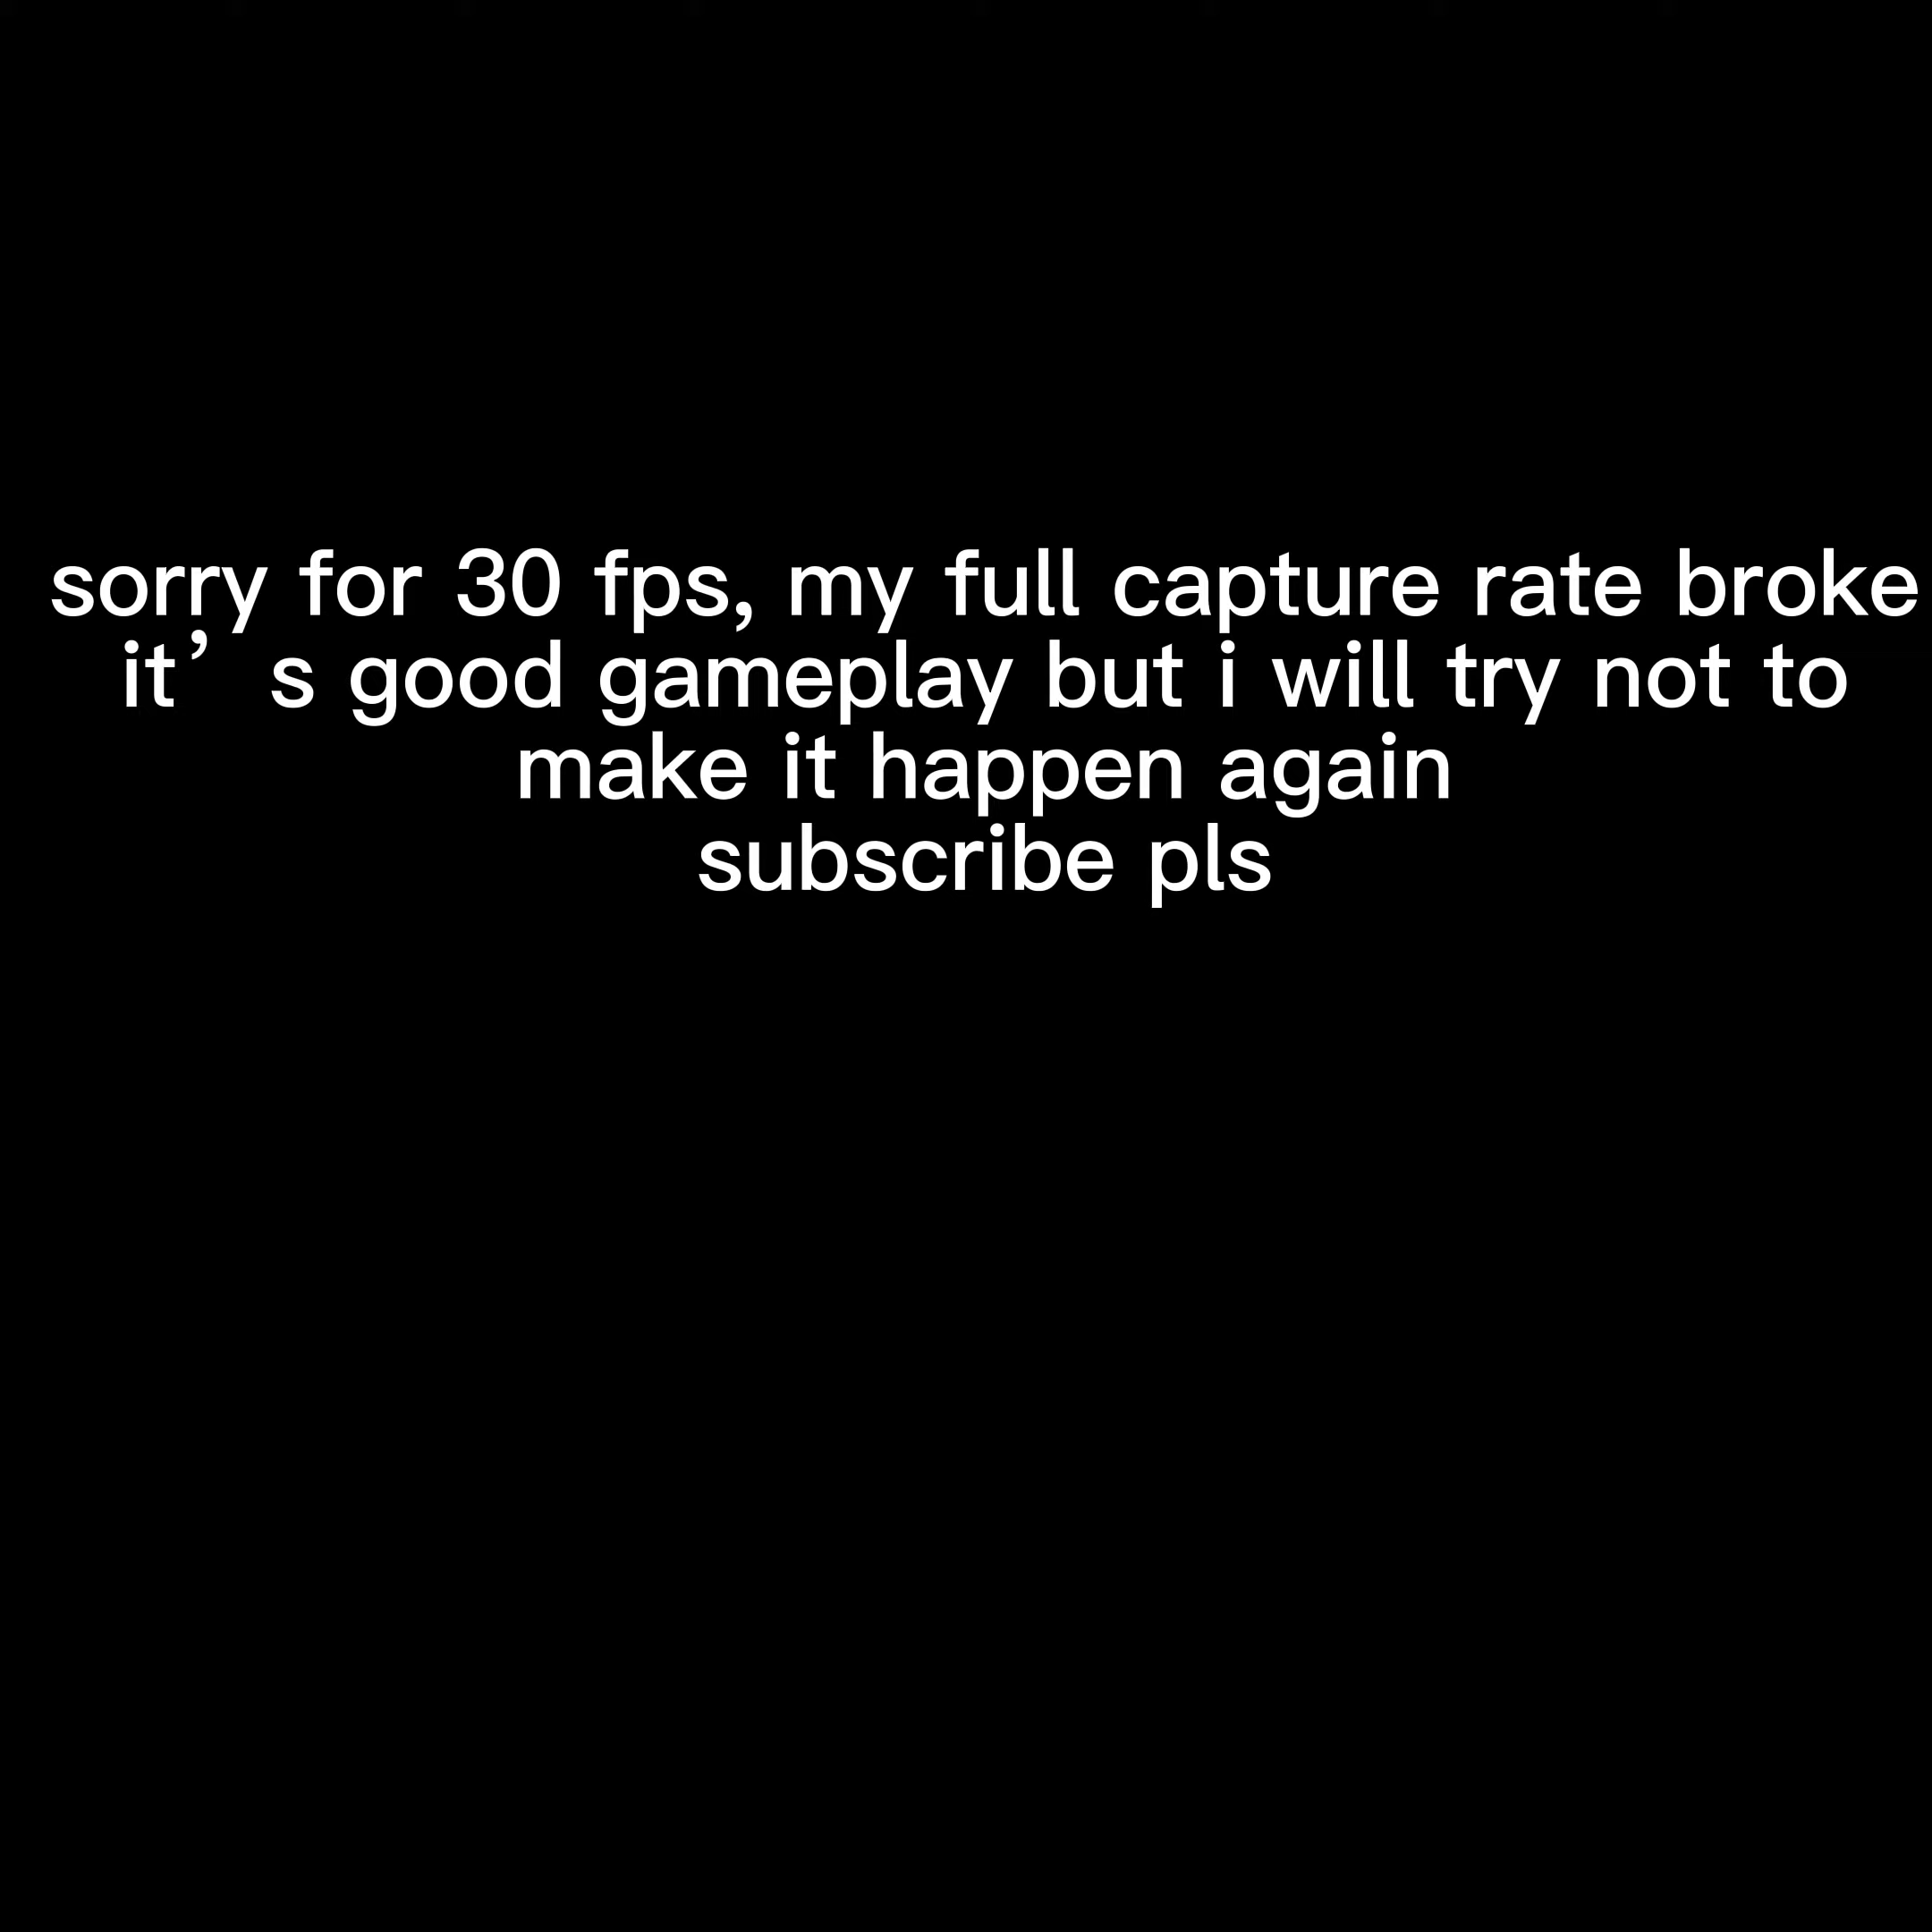 sorry for 30 fps, my full capture rate broke
it’s good gameplay but i will try not to
make it happen again
subscribe pls